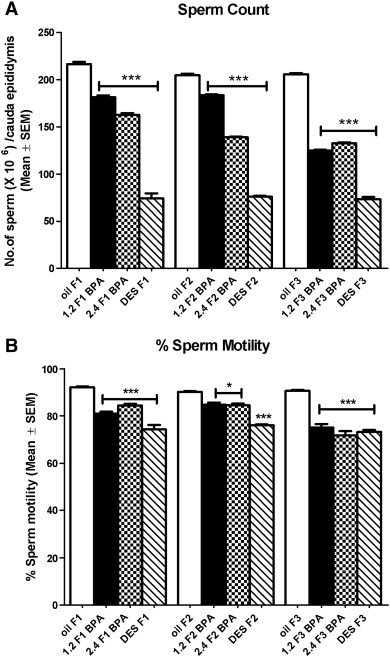 A
Sperm Count
No.of sperm (X 10 6) /cauda epididymis
(Mean ± SEM)
250
200
150
100
50
0
***
***
***
oil F1
1.2 F1 BPA
2.4 F1 BPA
DES F1
oil F2
1.2 F2 BPA
2.4 F2 BPA
DES F2
oil F3
1.2 F3 BPA
2.4 F3 BPA
DES F3
B
% Sperm Motility
% Sperm motility (Mean ± SEM)
100
80
60
40
20
0
***
*
***
***
oil F1
1.2 F1 BPA
2.4 F1 BPA
DES F1
oil F2
1.2 F2 BPA
2.4 F2 BPA
DES F2
oil F3
1.2 F3 BPA
2.4 F3 BPA
DES F3